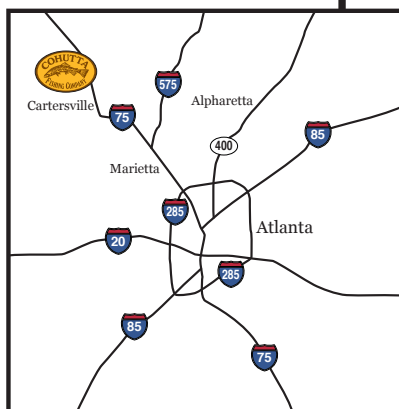 COHUTTA
FISHING COMPANY
575
Cartersville
Alpharetta
75
85
400
Marietta
285
Atlanta
20
285
85
75